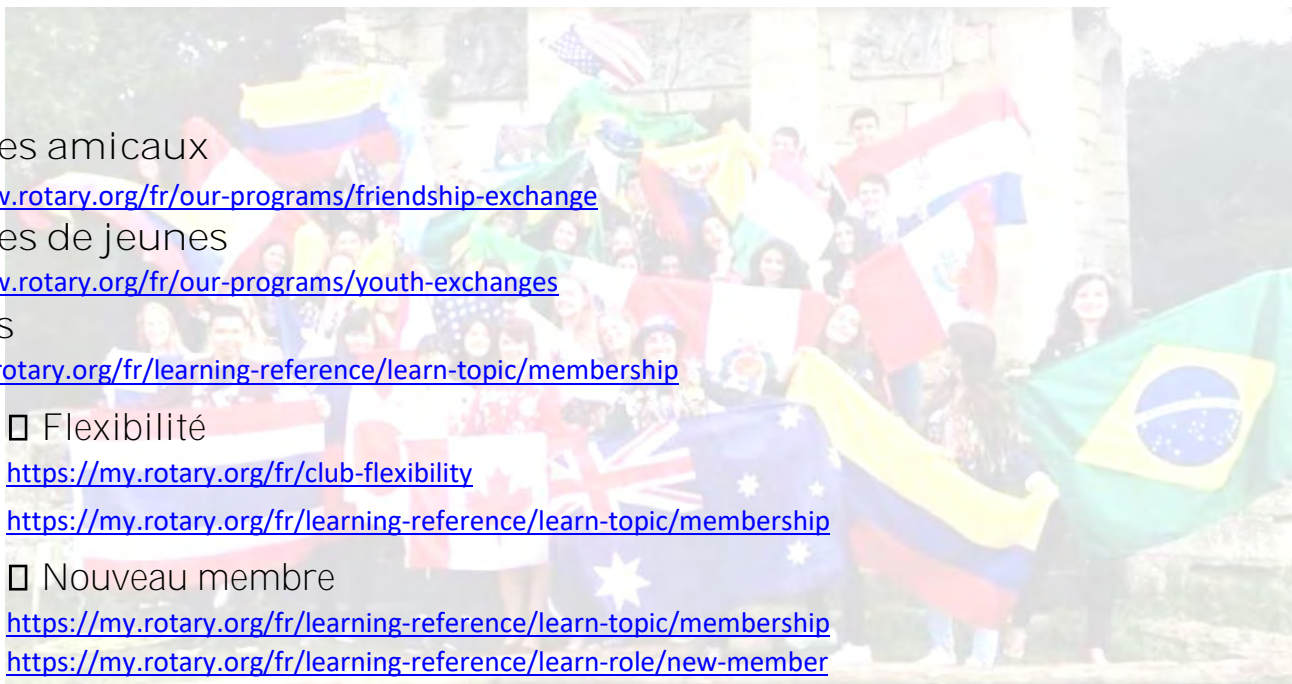 es amicaux
w.rotary.org/fr/our-programs/friendship-exchange
es de jeunes
w.rotary.org/fr/our-programs/youth-exchanges
s
rotary.org/fr/learning-reference/learn-topic/membership
Flexibilité
https://my.rotary.org/fr/club-flexibility
https://my.rotary.org/fr/learning-reference/learn-topic/membership
Nouveau membre
https://my.rotary.org/fr/learning-reference/learn-topic/membership
https://my.rotary.org/fr/learning-reference/learn-role/new-member